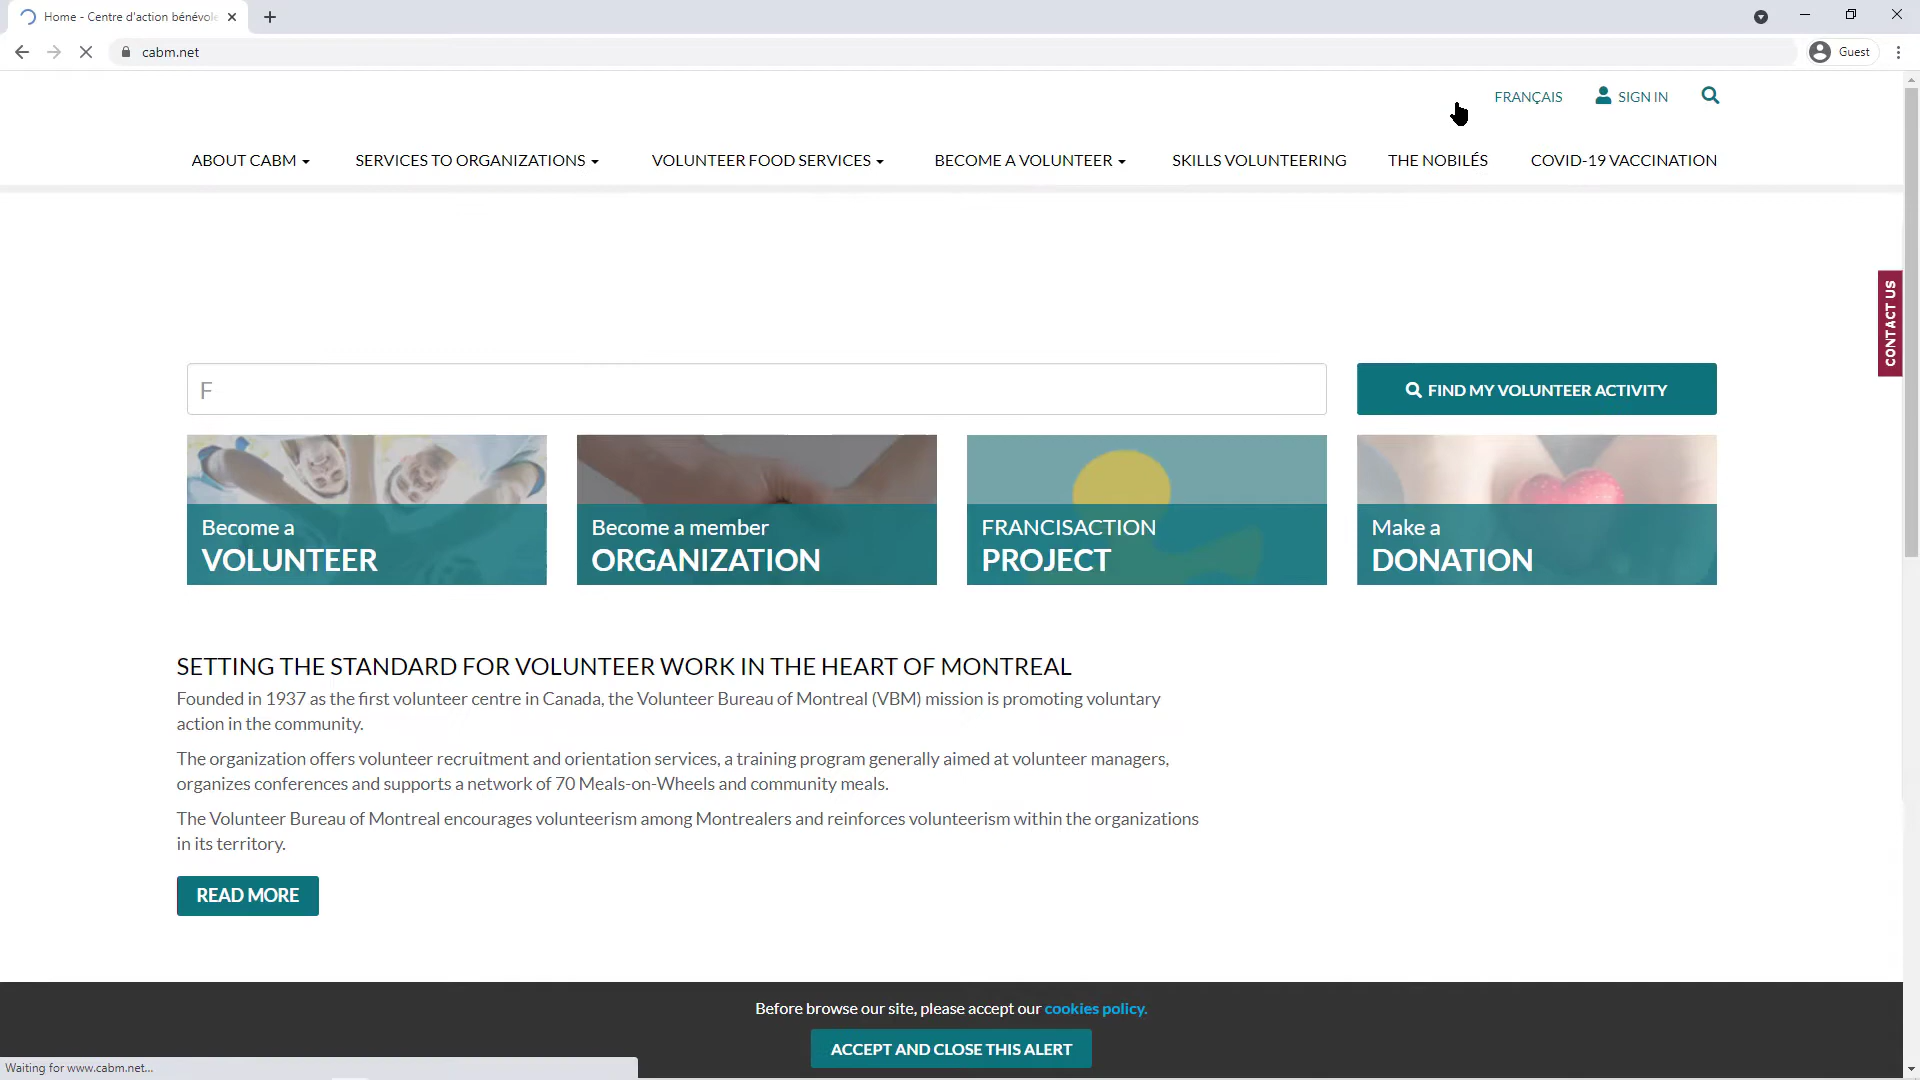 Home - Centre d'action bénévole
cabm.net
Guest
FRANÇAIS
SIGN IN
ABOUT CABM
SERVICES TO ORGANIZATIONS
VOLUNTEER FOOD SERVICES
BECOME A VOLUNTEER
SKILLS VOLUNTEERING
THE NOBILÉS
COVID-19 VACCINATION
CONTACT US
F
FIND MY VOLUNTEER ACTIVITY
Become a
VOLUNTEER
Become a member
ORGANIZATION
FRANCISACTION
PROJECT
Make a
DONATION
SETTING THE STANDARD FOR VOLUNTEER WORK IN THE HEART OF MONTREAL
Founded in 1937 as the first volunteer centre in Canada, the Volunteer Bureau of Montreal (VBM) mission is promoting voluntary
action in the community.
The organization offers volunteer recruitment and orientation services, a training program generally aimed at volunteer managers,
organizes conferences and supports a network of 70 Meals-on-Wheels and community meals.
The Volunteer Bureau of Montreal encourages volunteerism among Montrealers and reinforces volunteerism within the organizations
in its territory.
READ MORE
Before browse our site, please accept our cookies policy.
ACCEPT AND CLOSE THIS ALERT
Waiting for www.cabm.net...